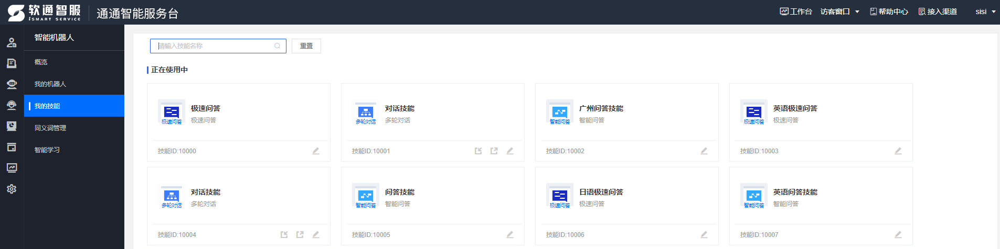 软通智服
iSMART SERVICE
通通智能服务台
工作台 访客窗口 帮助中心 接入渠道 sisi
智能机器人
概览
我的机器人
我的技能
同义词管理
智能学习
请输入技能名称 重置
正在使用中
极速问答
极速问答
极速问答
技能ID:10000
对话技能
多轮对话
多轮对话
技能ID:10001
广州问答技能
智能问答
智能问答
技能ID:10002
英语极速问答
极速问答
极速问答
技能ID:10003
对话技能
多轮对话
多轮对话
技能ID:10004
问答技能
智能问答
智能问答
技能ID:10005
日语极速问答
极速问答
极速问答
技能ID:10006
英语问答技能
智能问答
智能问答
技能ID:10007